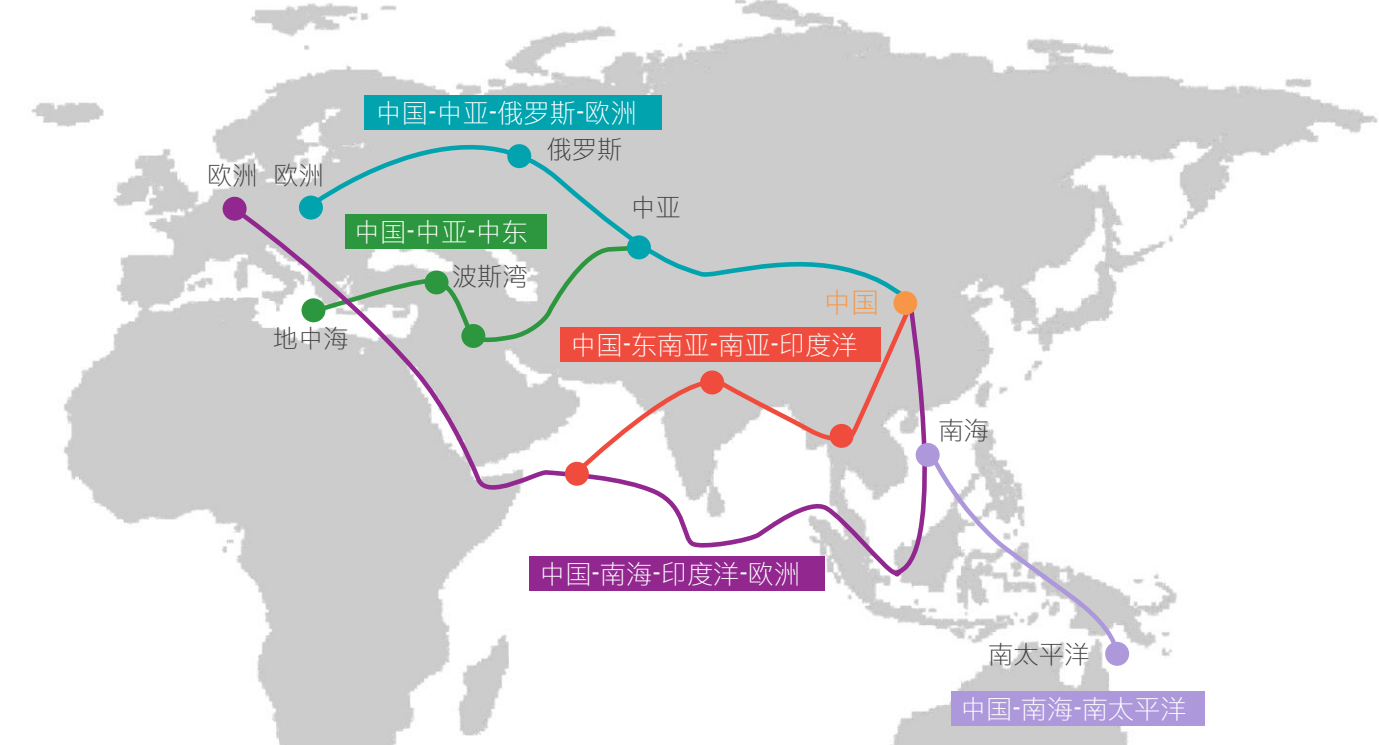 中国-中亚-俄罗斯-欧洲
俄罗斯
欧洲
欧洲
中亚
中国-中亚-中东
波斯湾
中国
地中海
中国-东南亚-南亚-印度洋
南海
中国-南海-印度洋-欧洲
南太平洋
中国-南海-南太平洋